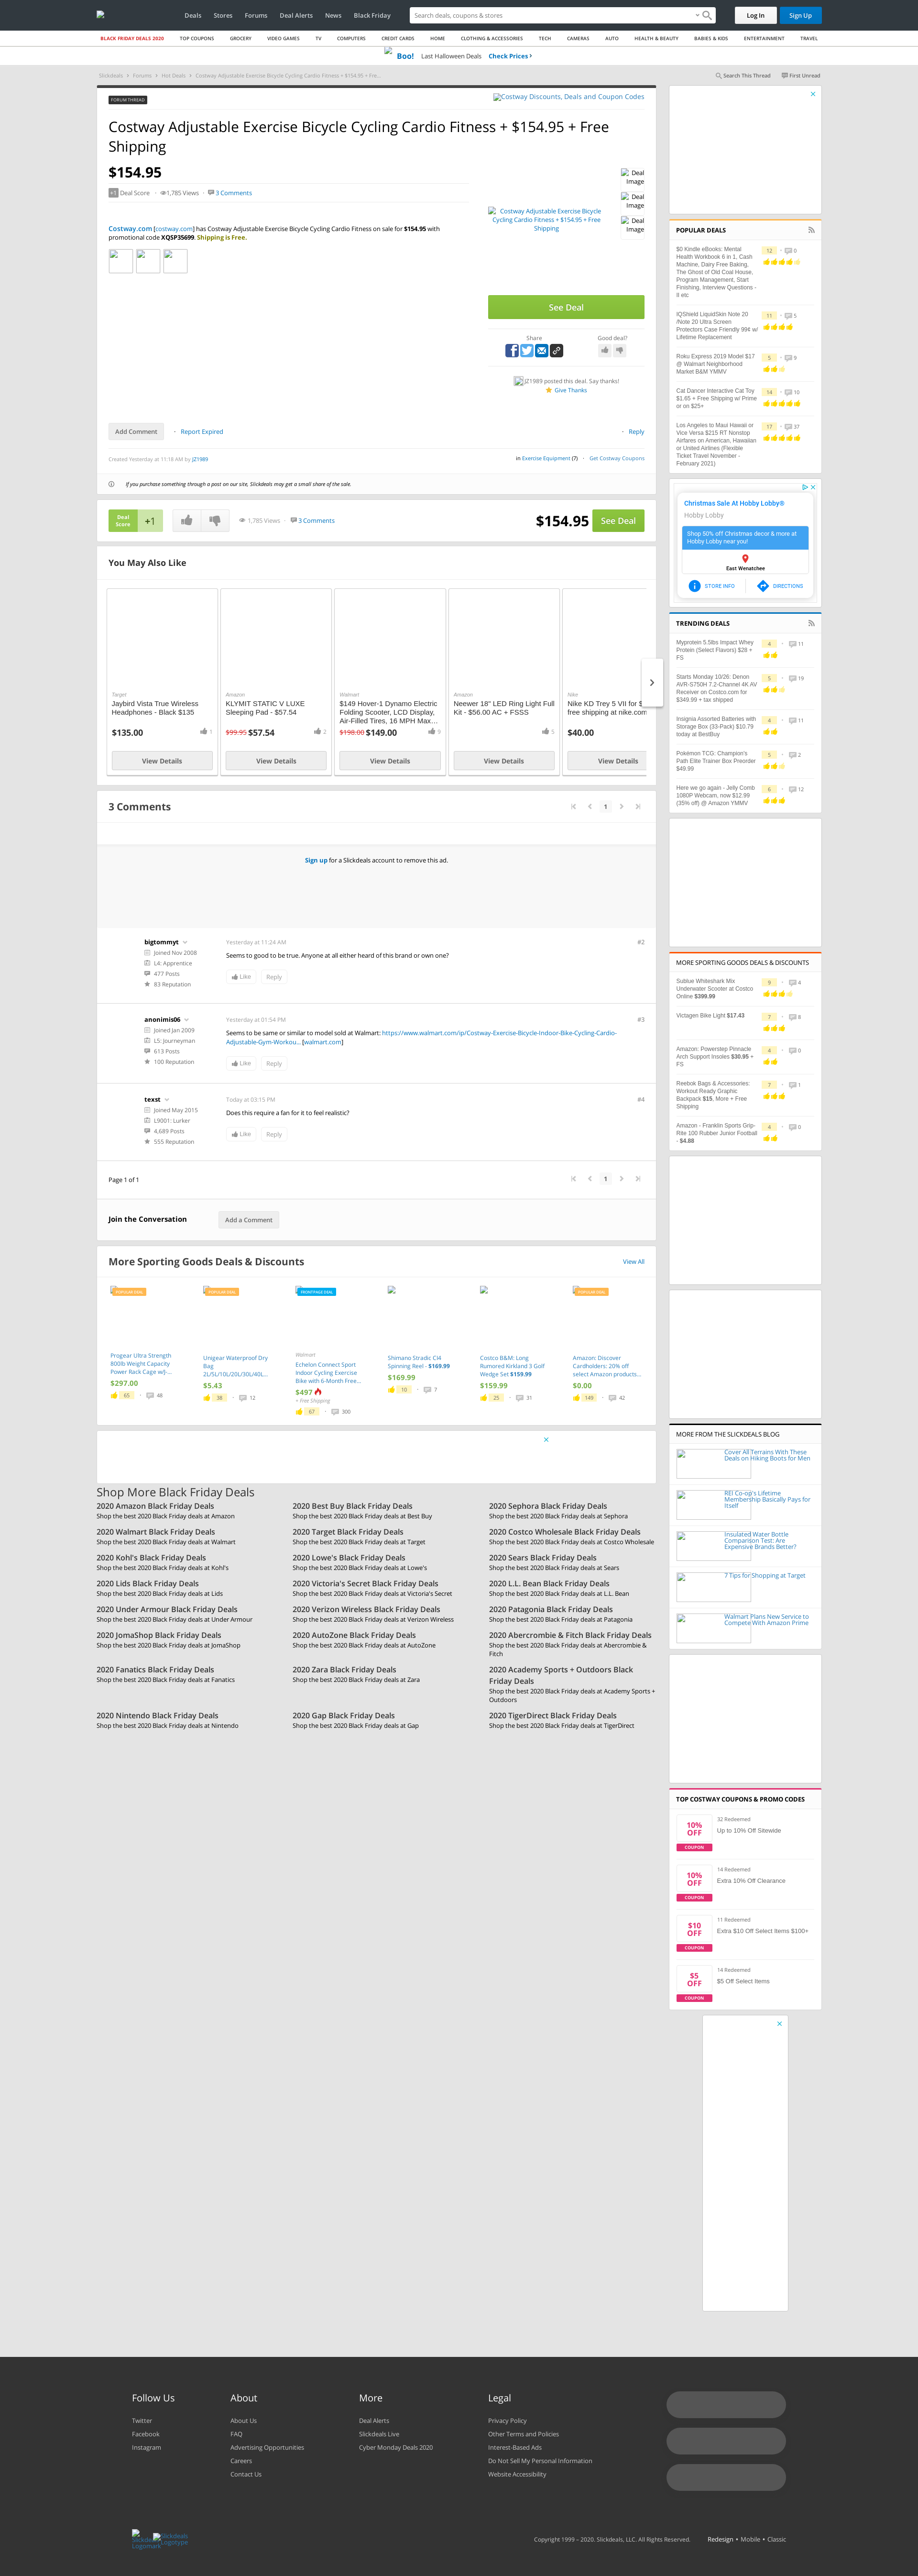 Deals Stores Forums Deal Alerts News Black Friday
Search deals, coupons & stores
Log In
Sign Up
BLACK FRIDAY DEALS 2020 TOP COUPONS GROCERY VIDEO GAMES TV COMPUTERS CREDIT CARDS HOME CLOTHING & ACCESSORIES TECH CAMERAS AUTO HEALTH & BEAUTY BABIES & KIDS ENTERTAINMENT TRAVEL
Boo! Last Halloween Deals Check Prices
Slickdeals Forums Hot Deals Costway Adjustable Exercise Bicycle Cycling Cardio Fitness + $154.95 + Fre...
Search This Thread First Unread
FORUM THREAD
Costway Discounts, Deals and Coupon Codes
Costway Adjustable Exercise Bicycle Cycling Cardio Fitness + $154.95 + FREE Shipping
$154.95
+1 Deal Score 1,785 Views 3 Comments
Deal Image
Deal Image
Deal Image
Costway Adjustable Exercise Bicycle Cycling Cardio Fitness + $154.95 + FREE Shipping
Costway.com [costway.com] has Costway Adjustable Exercise Bicycle Cycling Cardio Fitness on sale for $154.95 with promotional code XQSP35699. Shipping is Free.
See Deal
Share
Good deal?
JZ1989 posted this deal. Say thanks!
Give Thanks
Add Comment
Report Expired
Reply
Created Yesterday at 11:18 AM by JZ1989
in Exercise Equipment (7) Get Costway Coupons
If you purchase something through a post on our site, Slickdeals may get a small share of the sale.
Deal Score +1
1,785 Views 3 Comments
$154.95 See Deal
You May Also Like
Target
Jaybird Vista True Wireless Headphones - Black $135
$135.00 1
View Details
Amazon
KLYMIT STATIC V LUXE Sleeping Pad - $57.54
$99.95 $57.54 2
View Details
Walmart
$149 Hover-1 Dynamo Electric Folding Scooter, LCD Display, Air-Filled Tires, 16 MPH Max...
$198.00 $149.00 9
View Details
Amazon
Neewer 18" LED Ring Light Full Kit - $56.00 AC + FSSS
5
View Details
Nike
Nike KD Trey 5 VII for $
free shipping at nike.com
$40.00
View Details
3 Comments
1
Sign up for a Slickdeals account to remove this ad.
bigtommyt
Joined Nov 2008
L4: Apprentice
477 Posts
83 Reputation
Yesterday at 11:24 AM
#2
Seems to good to be true. Anyone at all either heard of this brand or own one?
Like Reply
anonimis06
Joined Jan 2009
L5: Journeyman
613 Posts
100 Reputation
Yesterday at 01:54 PM
#3
Seems to be same or similar to model sold at Walmart: https://www.walmart.com/ip/Costway-Exercise-Bicycle-Indoor-Bike-Cycling-Cardio-Adjustable-Gym-Workou... [walmart.com]
Like Reply
texst
Joined May 2015
L9001: Lurker
4,689 Posts
555 Reputation
Today at 03:15 PM
#4
Does this require a fan for it to feel realistic?
Like Reply
Page 1 of 1
1
Join the Conversation
Add a Comment
More Sporting Goods Deals & Discounts
View All
POPULAR DEAL
Progear Ultra Strength 800lb Weight Capacity Power Rack Cage w/J-...
$297.00
65 48
POPULAR DEAL
Unigear Waterproof Dry Bag 2L/5L/10L/20L/30L/40L...
$5.43
38 12
FRONTPAGE DEAL
Walmart
Echelon Connect Sport Indoor Cycling Exercise Bike with 6-Month Free...
$497
+ Free Shipping
67 300
Shimano Stradic CI4 Spinning Reel - $169.99
$169.99
10 7
Costco B&M: Long Rumored Kirkland 3 Golf Wedge Set $159.99
$159.99
25 31
POPULAR DEAL
Amazon: Discover Cardholders: 20% off select Amazon products...
$0.00
149 42
Shop More Black Friday Deals
2020 Amazon Black Friday Deals
Shop the best 2020 Black Friday deals at Amazon
2020 Best Buy Black Friday Deals
Shop the best 2020 Black Friday deals at Best Buy
2020 Sephora Black Friday Deals
Shop the best 2020 Black Friday deals at Sephora
2020 Walmart Black Friday Deals
Shop the best 2020 Black Friday deals at Walmart
2020 Target Black Friday Deals
Shop the best 2020 Black Friday deals at Target
2020 Costco Wholesale Black Friday Deals
Shop the best 2020 Black Friday deals at Costco Wholesale
2020 Kohl's Black Friday Deals
Shop the best 2020 Black Friday deals at Kohl's
2020 Lowe's Black Friday Deals
Shop the best 2020 Black Friday deals at Lowe's
2020 Sears Black Friday Deals
Shop the best 2020 Black Friday deals at Sears
2020 Lids Black Friday Deals
Shop the best 2020 Black Friday deals at Lids
2020 Victoria's Secret Black Friday Deals
Shop the best 2020 Black Friday deals at Victoria's Secret
2020 L.L. Bean Black Friday Deals
Shop the best 2020 Black Friday deals at L.L. Bean
2020 Under Armour Black Friday Deals
Shop the best 2020 Black Friday deals at Under Armour
2020 Verizon Wireless Black Friday Deals
Shop the best 2020 Black Friday deals at Verizon Wireless
2020 Patagonia Black Friday Deals
Shop the best 2020 Black Friday deals at Patagonia
2020 JomaShop Black Friday Deals
Shop the best 2020 Black Friday deals at JomaShop
2020 AutoZone Black Friday Deals
Shop the best 2020 Black Friday deals at AutoZone
2020 Abercrombie & Fitch Black Friday Deals
Shop the best 2020 Black Friday deals at Abercrombie & Fitch
2020 Fanatics Black Friday Deals
Shop the best 2020 Black Friday deals at Fanatics
2020 Zara Black Friday Deals
Shop the best 2020 Black Friday deals at Zara
2020 Academy Sports + Outdoors Black Friday Deals
Shop the best 2020 Black Friday deals at Academy Sports + Outdoors
2020 Nintendo Black Friday Deals
Shop the best 2020 Black Friday deals at Nintendo
2020 Gap Black Friday Deals
Shop the best 2020 Black Friday deals at Gap
2020 TigerDirect Black Friday Deals
Shop the best 2020 Black Friday deals at TigerDirect
POPULAR DEALS
$0 Kindle eBooks: Mental Health Workbook 6 in 1, Cash Machine, Dairy Free Baking, The Ghost of Old Coal House, Program Management, Start Finishing, Interview Questions - II etc
12 0
IQShield LiquidSkin Note 20 /Note 20 Ultra Screen Protectors Case Friendly 99¢ w/ Lifetime Replacement
11 5
Roku Express 2019 Model $17 @ Walmart Neighborhood Market B&M YMMV
5 9
Cat Dancer Interactive Cat Toy $1.65 + Free Shipping w/ Prime or on $25+
14 10
Los Angeles to Maui Hawaii or Vice Versa $215 RT Nonstop Airfares on American, Hawaiian or United Airlines (Flexible Ticket Travel November - February 2021)
17 37
Christmas Sale At Hobby Lobby®
Hobby Lobby
Shop 50% off Christmas decor & more at Hobby Lobby near you!
East Wenatchee
STORE INFO DIRECTIONS
TRENDING DEALS
Myprotein 5.5lbs Impact Whey Protein (Select Flavors) $28 + FS
4 11
Starts Monday 10/26: Denon AVR-S750H 7.2-Channel 4K AV Receiver on Costco.com for $349.99 + tax shipped
5 19
Insignia Assorted Batteries with Storage Box (33-Pack) $10.79 today at BestBuy
4 11
Pokémon TCG: Champion's Path Elite Trainer Box Preorder $49.99
5 2
Here we go again - Jelly Comb 1080P Webcam, now $12.99 (35% off) @ Amazon YMMV
6 12
MORE SPORTING GOODS DEALS & DISCOUNTS
Sublue Whiteshark Mix Underwater Scooter at Costco Online $399.99
9 4
Victagen Bike Light $17.43
7 8
Amazon: Powerstep Pinnacle Arch Support Insoles $30.95 + FS
4 0
Reebok Bags & Accessories: Workout Ready Graphic Backpack $15, More + Free Shipping
7 1
Amazon - Franklin Sports Grip-Rite 100 Rubber Junior Football - $4.88
4 0
MORE FROM THE SLICKDEALS BLOG
Cover All Terrains With These Deals on Hiking Boots for Men
REI Co-op's Lifetime Membership Basically Pays for Itself
Insulated Water Bottle Comparison Test: Are Expensive Brands Better?
7 Tips for Shopping at Target
Walmart Plans New Service to Compete With Amazon Prime
TOP COSTWAY COUPONS & PROMO CODES
10% OFF COUPON
32 Redeemed
Up to 10% Off Sitewide
10% OFF COUPON
14 Redeemed
Extra 10% Off Clearance
$10 OFF COUPON
11 Redeemed
Extra $10 Off Select Items $100+
$5 OFF COUPON
14 Redeemed
$5 Off Select Items
Follow Us
Twitter
Facebook
Instagram
About
About Us
FAQ
Advertising Opportunities
Careers
Contact Us
More
Deal Alerts
Slickdeals Live
Cyber Monday Deals 2020
Legal
Privacy Policy
Other Terms and Policies
Interest-Based Ads
Do Not Sell My Personal Information
Website Accessibility
Slickdeals Logomark
Slickdeals Logotype
Copyright 1999 – 2020. Slickdeals, LLC. All Rights Reserved. Redesign • Mobile • Classic